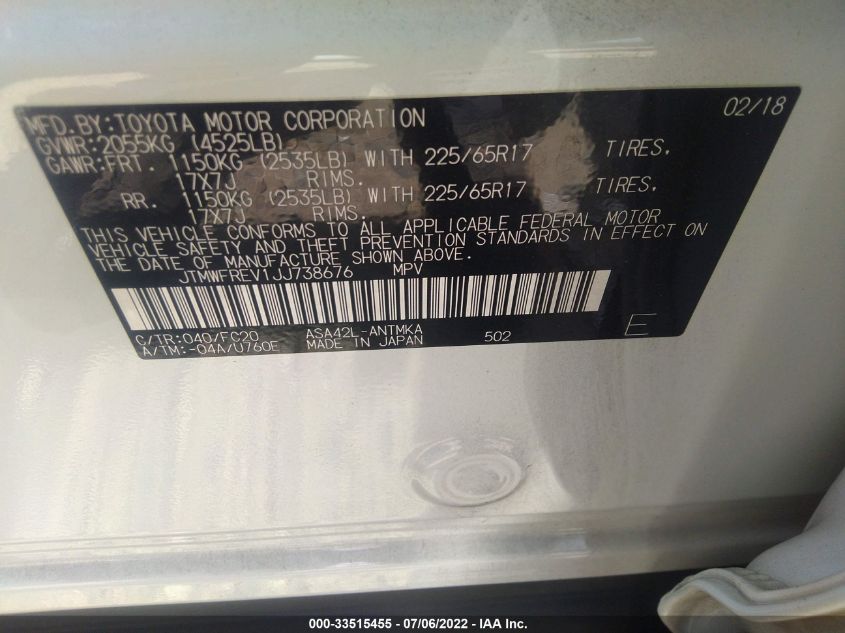 MFD.BY:TOYOTA MOTOR CORPORATION 02/18
GVWR:2055KG (4525LB)
GAWR:FRT. 1150KG (2535LB) WITH 225/65R17 TIRES.
17X7J RIMS.
RR. 1150KG (2535LB) WITH 225/65R17 TIRES.
17X7J RIMS.
THIS VEHICLE CONFORMS TO ALL APPLICABLE FEDERAL MOTOR
VEHICLE SAFETY AND THEFT PREVENTION STANDARDS IN EFFECT ON
THE DATE OF MANUFACTURE SHOWN ABOVE.
JTMWFREV1JJ738676 MPV
C/TR:040/FC20 ASA42L-ANTMKA 502 E
A/TM:-04A/U760E MADE IN JAPAN
000-33515455 - 07/06/2022 - IAA Inc.